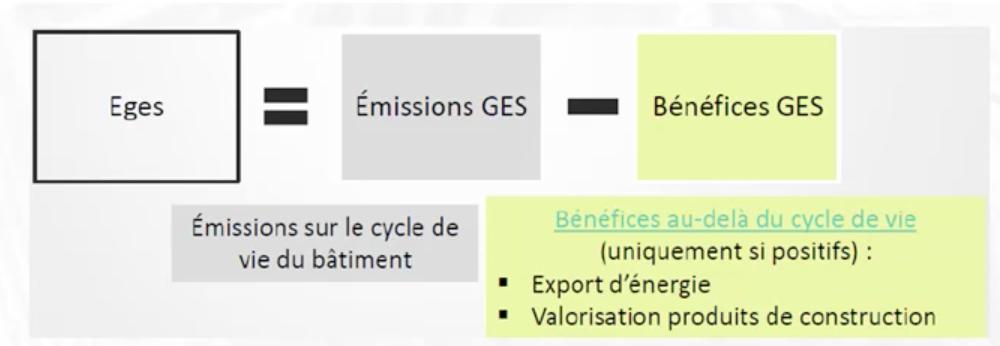 Eges = Émissions GES - Bénéfices GES
Émissions sur le cycle de
vie du bâtiment
Bénéfices au-delà du cycle de vie
(uniquement si positifs) :
▪ Export d'énergie
▪ Valorisation produits de construction